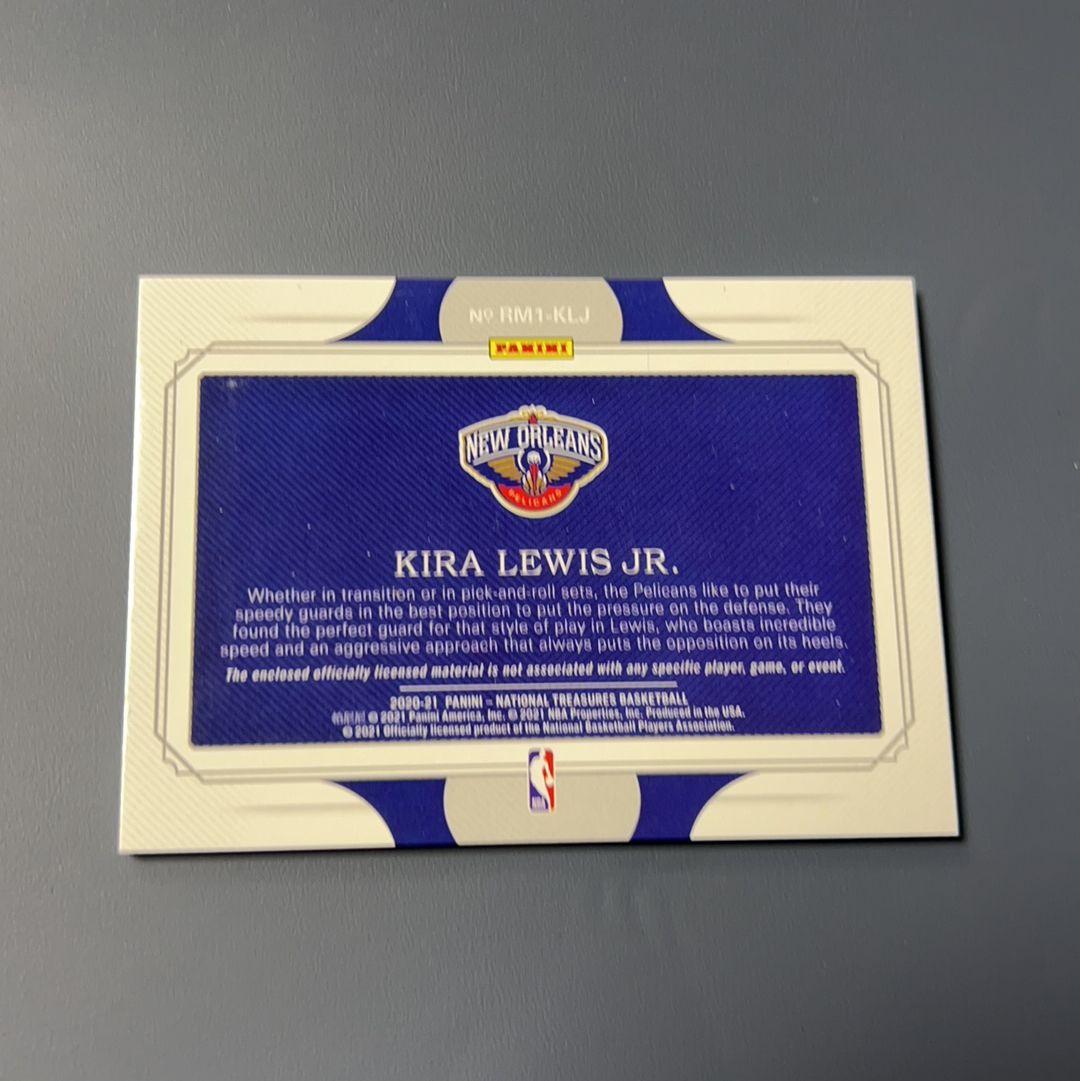 Nº RM1-KLJ
PANINI
NEW ORLEANS
PELICANS
KIRA LEWIS JR.
Whether in transition or in pick-and-roll sets, the Pelicans like to put their
speedy guards in the best position to put the pressure on the defense. They
found the perfect guard for that style of play in Lewis, who boasts incredible
speed and an aggressive approach that always puts the opposition on its heels.
The enclosed officially licensed material is not associated with any specific player, game, or event.
2020-21 PANINI – NATIONAL TREASURES BASKETBALL
© 2021 Panini America, Inc. © 2021 NBA Properties, Inc. Produced in the USA.
© 2021 Officially licensed product of the National Basketball Players Association.
NBA